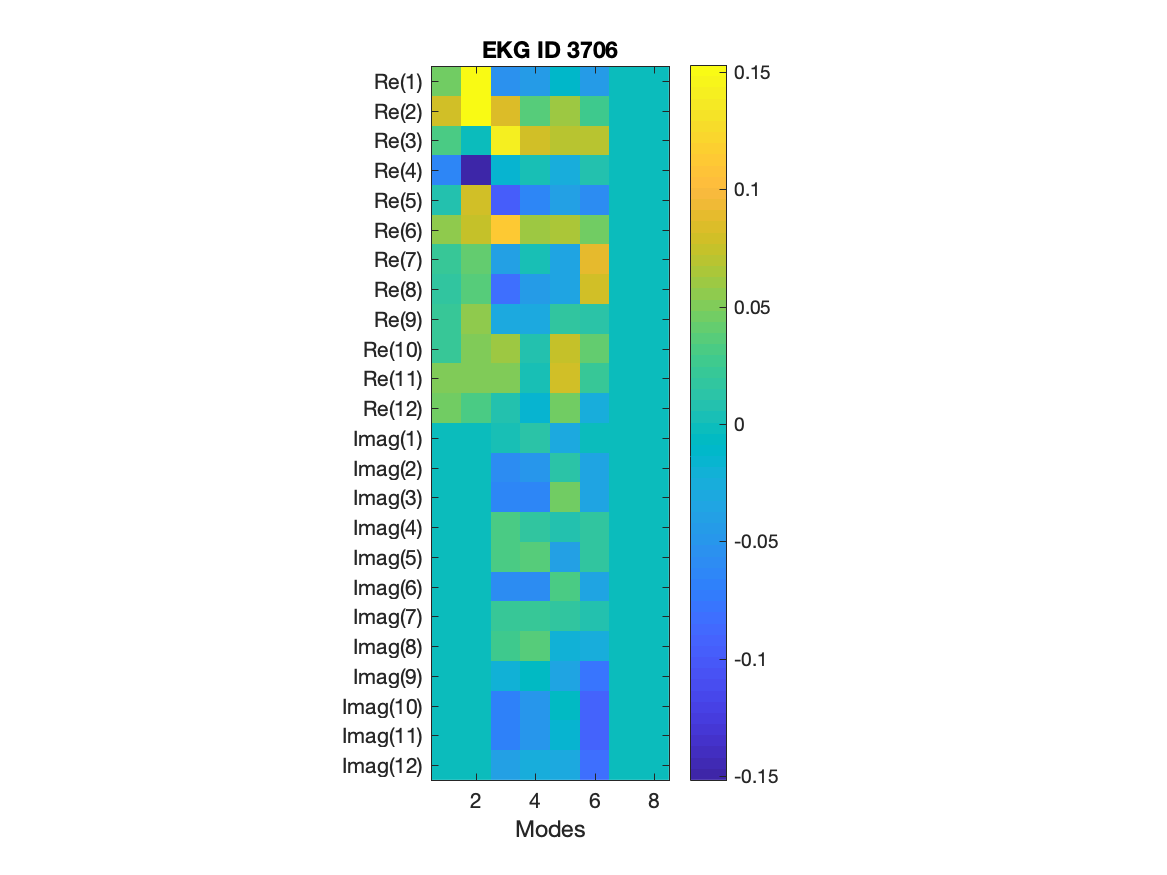 EKG ID 3706
Re(1)
Re(2)
Re(3)
Re(4)
Re(5)
Re(6)
Re(7)
Re(8)
Re(9)
Re(10)
Re(11)
Re(12)
Imag(1)
Imag(2)
Imag(3)
Imag(4)
Imag(5)
Imag(6)
Imag(7)
Imag(8)
Imag(9)
Imag(10)
Imag(11)
Imag(12)
2 4 6 8
Modes
0.15
0.1
0.05
0
-0.05
-0.1
-0.15